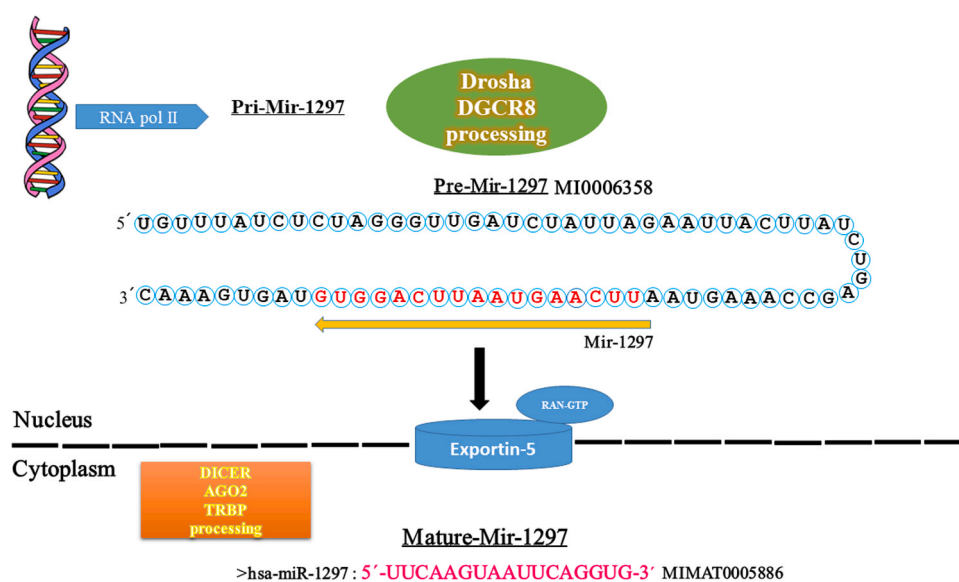 RNA pol II
Pri-Mir-1297
Drosha
DGCR8
processing
Pre-Mir-1297 MI0006358
5´ UGUUUAUCUCUAGGGUUGAUCUAUUAGAAUUACUUAU
C
U
G
A
3´ CAAAGUGAUGUGGACUUAAUGAACUUAAUGAAACCG
Mir-1297
RAN-GTP
Nucleus
Exportin-5
Cytoplasm
DICER
AGO2
TRBP
processing
Mature-Mir-1297
>hsa-miR-1297 : 5´-UUCAAGUAAUUCAGGUG-3´ MIMAT0005886